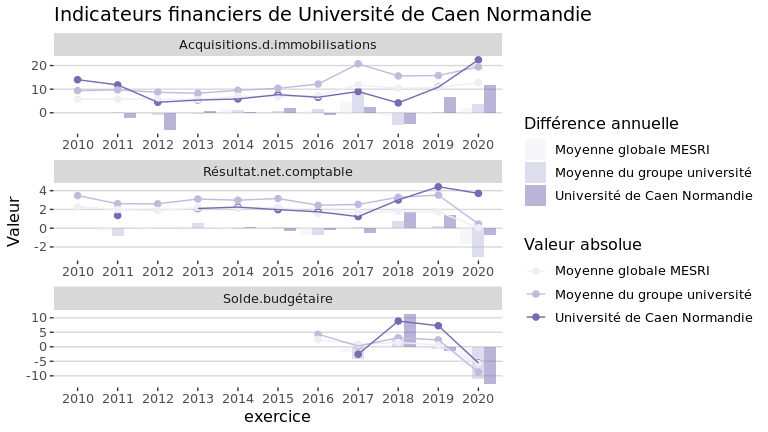 Indicateurs financiers de Université de Caen Normandie
Acquisitions.d.immobilisations
20
10
0
2010 2011 2012 2013 2014 2015 2016 2017 2018 2019 2020
Résultat.net.comptable
4
2
0
-2
2010 2011 2012 2013 2014 2015 2016 2017 2018 2019 2020
Solde.budgétaire
10
5
0
-5
-10
2010 2011 2012 2013 2014 2015 2016 2017 2018 2019 2020
exercice
Valeur
Différence annuelle
Moyenne globale MESRI
Moyenne du groupe université
Université de Caen Normandie
Valeur absolue
Moyenne globale MESRI
Moyenne du groupe université
Université de Caen Normandie